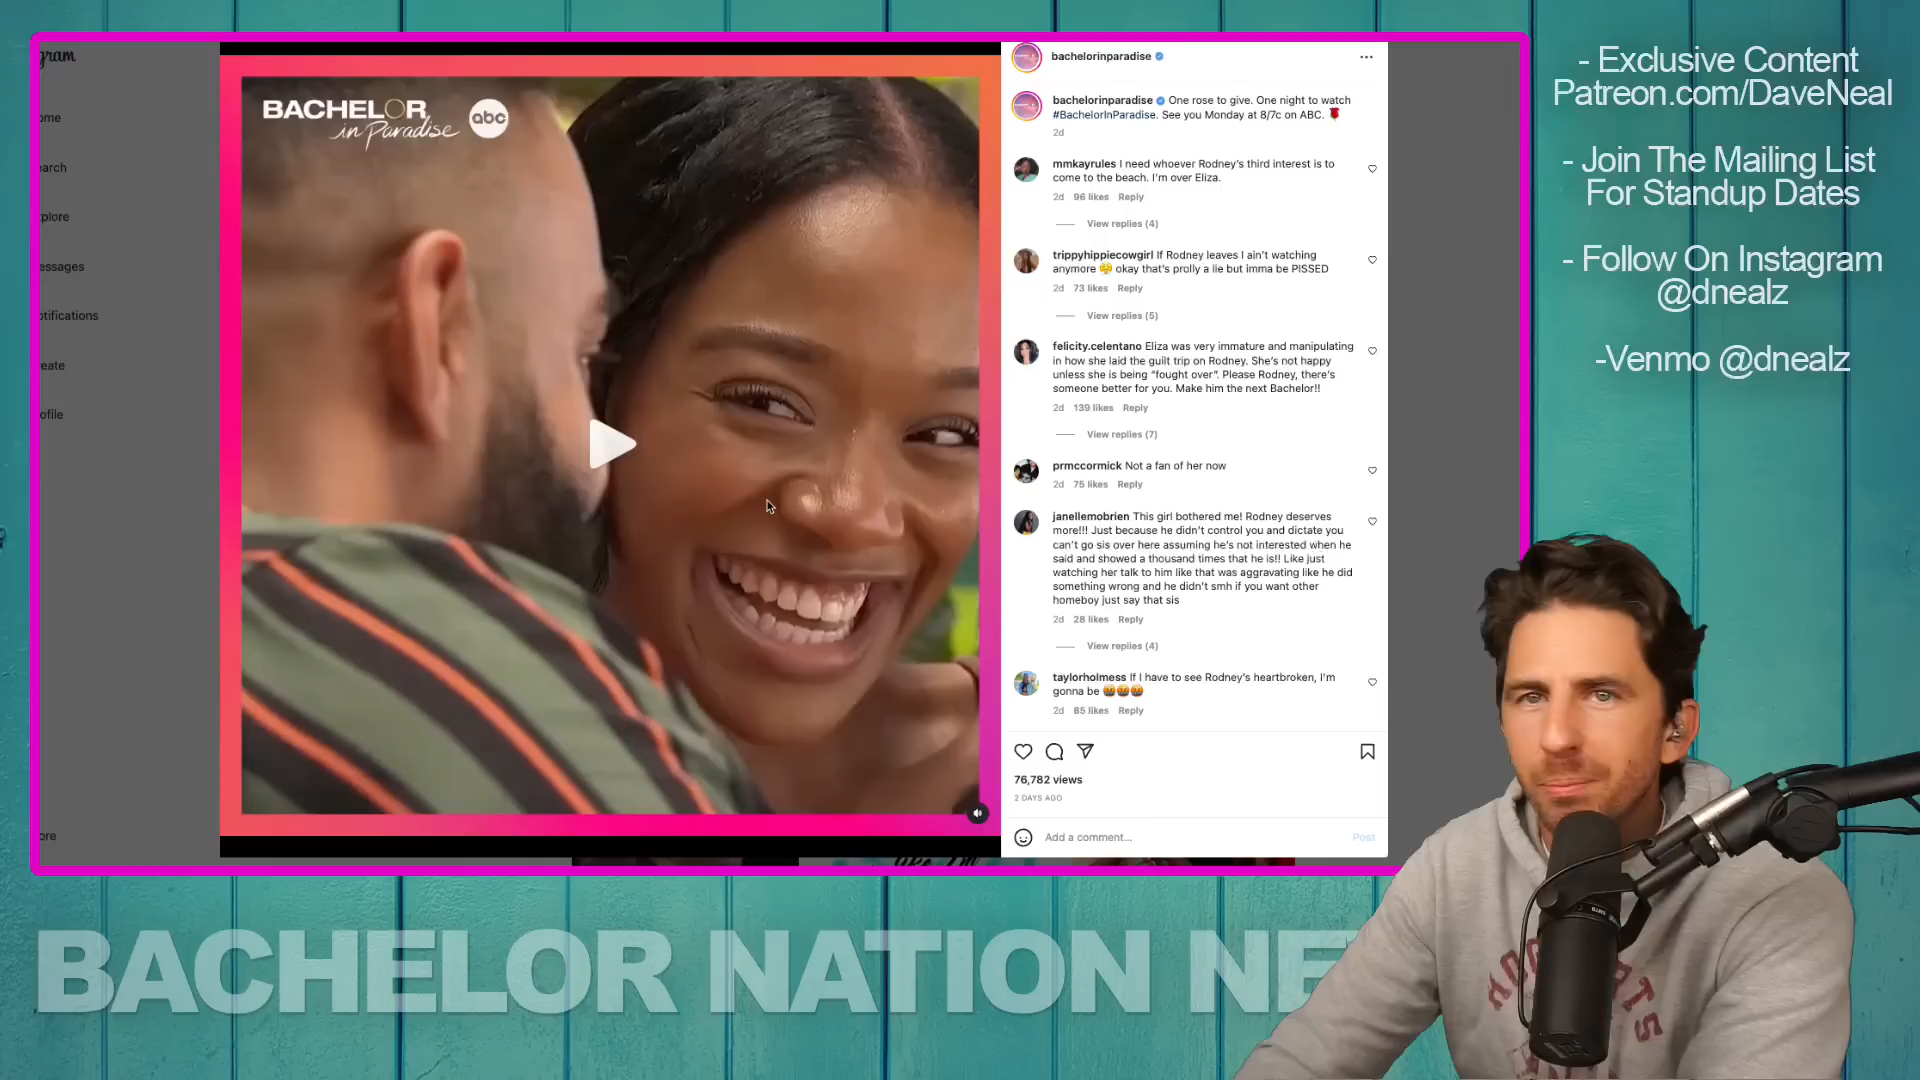 gram
ome
earch
xplore
essages
otifications
eate
ofile
ore
BACHELOR
in Paradise
abc
bachelorinparadise
bachelorinparadise One rose to give. One night to watch
#BachelorInParadise. See you Monday at 8/7c on ABC. 🌹
2d
mmkayrules I need whoever Rodney's third interest is to
come to the beach. I'm over Eliza.
2d 96 likes Reply
View replies (4)
trippyhippiecowgirl If Rodney leaves I ain't watching
anymore 😤 okay that's prolly a lie but imma be PISSED
2d 73 likes Reply
View replies (5)
felicity.celentano Eliza was very immature and manipulating
in how she laid the guilt trip on Rodney. She's not happy
unless she is being "fought over". Please Rodney, there's
someone better for you. Make him the next Bachelor!!
2d 139 likes Reply
View replies (7)
prmccormick Not a fan of her now
2d 75 likes Reply
janellemobrien This girl bothered me! Rodney deserves
more!!! Just because he didn't control you and dictate you
can't go sis over here assuming he's not interested when he
said and showed a thousand times that he is!! Like just
watching her talk to him like that was aggravating like he did
something wrong and he didn't smh if you want other
homeboy just say that sis
2d 28 likes Reply
View replies (4)
taylorholmess If I have to see Rodney's heartbroken, I'm
gonna be 🤬🤬🤬
2d 85 likes Reply
76,782 views
2 DAYS AGO
Add a comment...
Post
- Exclusive Content
Patreon.com/DaveNeal
- Join The Mailing List
For Standup Dates
- Follow On Instagram
@dnealz
-Venmo @dnealz
BACHELOR NATION NE